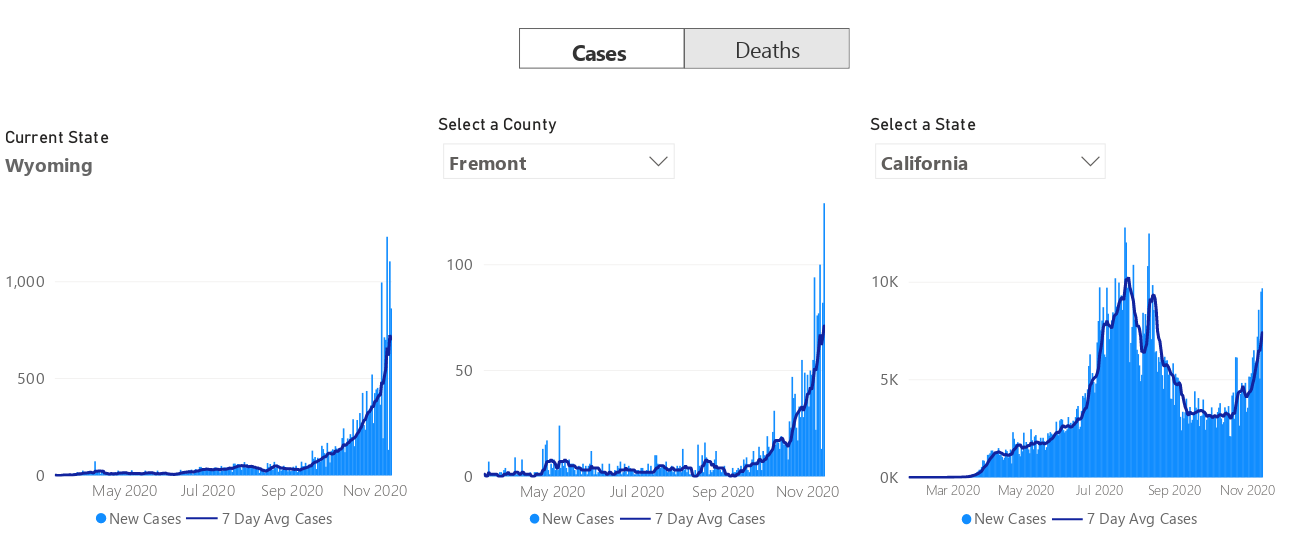 Cases
Deaths
Current State
Wyoming
Select a County
Fremont
Select a State
California
1,000
500
0
May 2020
Jul 2020
Sep 2020
Nov 2020
New Cases
7 Day Avg Cases
100
50
0
May 2020
Jul 2020
Sep 2020
Nov 2020
New Cases
7 Day Avg Cases
10K
5K
0K
Mar 2020
May 2020
Jul 2020
Sep 2020
Nov 2020
New Cases
7 Day Avg Cases